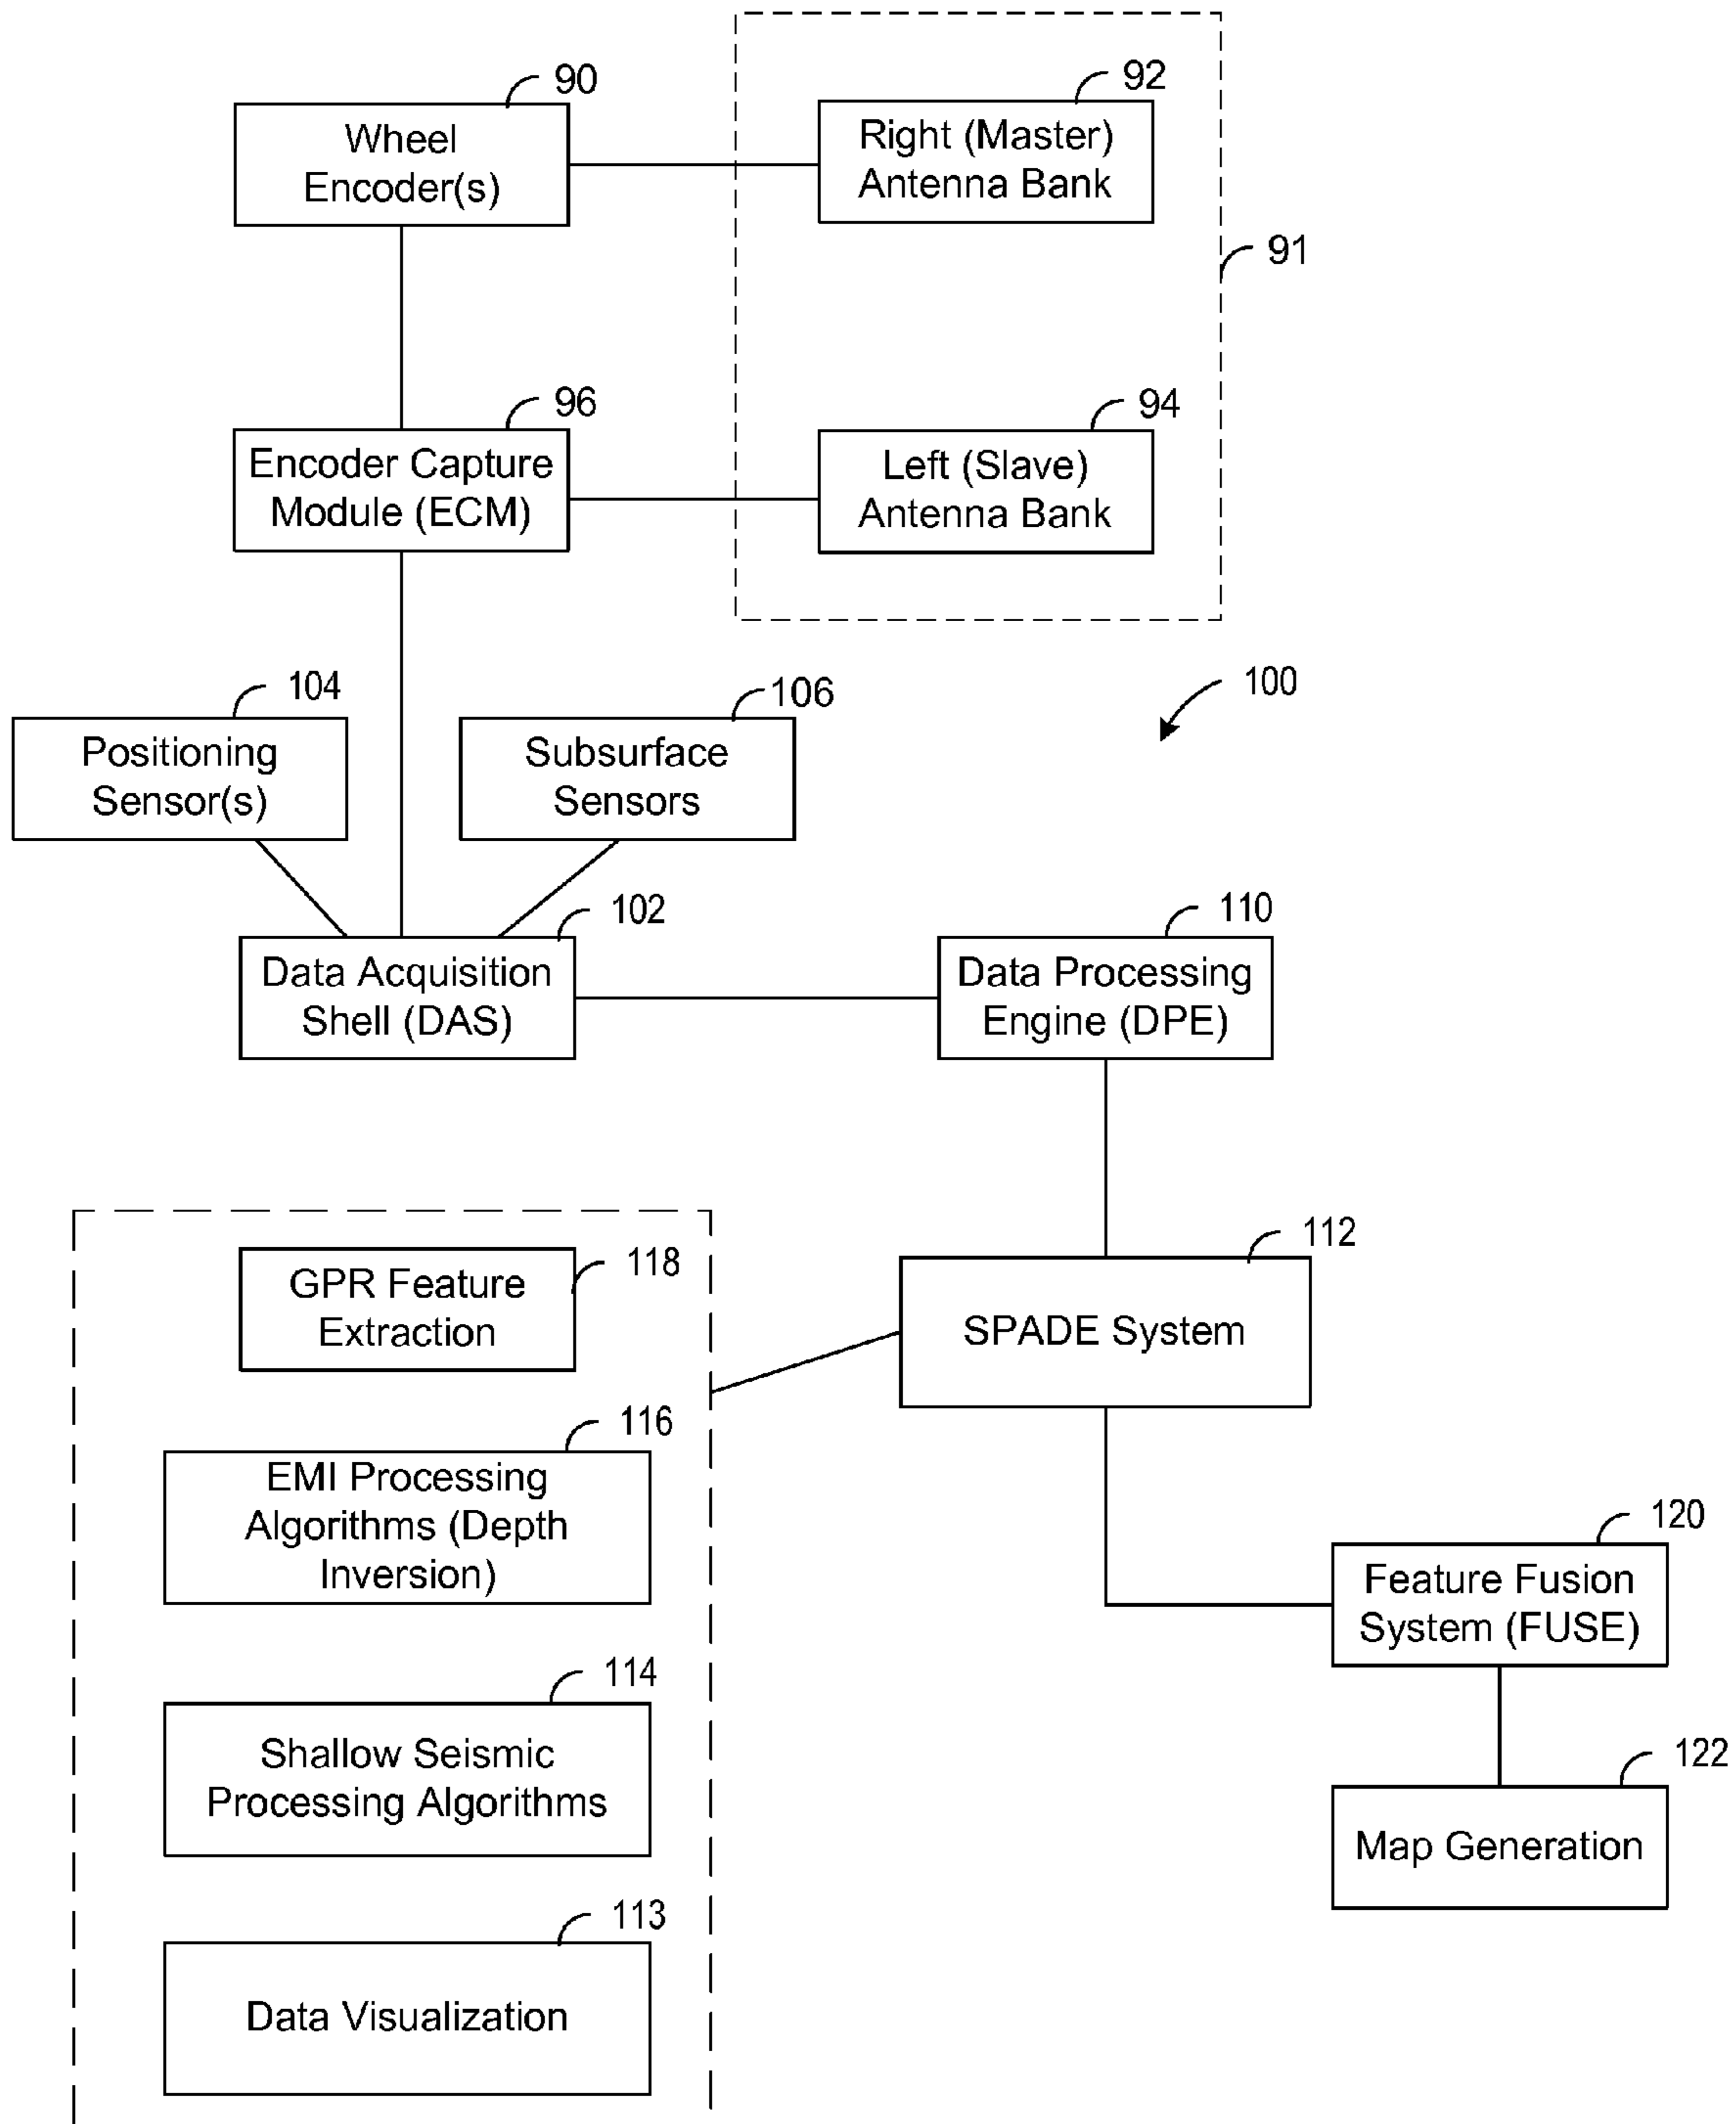 90
Wheel
Encoder(s)
92
Right (Master)
Antenna Bank
91
96
Encoder Capture
Module (ECM)
94
Left (Slave)
Antenna Bank
104
Positioning
Sensor(s)
106
Subsurface
Sensors
100
102
Data Acquisition
Shell (DAS)
110
Data Processing
Engine (DPE)
112
SPADE System
118
GPR Feature
Extraction
116
EMI Processing
Algorithms (Depth
Inversion)
120
Feature Fusion
System (FUSE)
114
Shallow Seismic
Processing Algorithms
122
Map Generation
113
Data Visualization